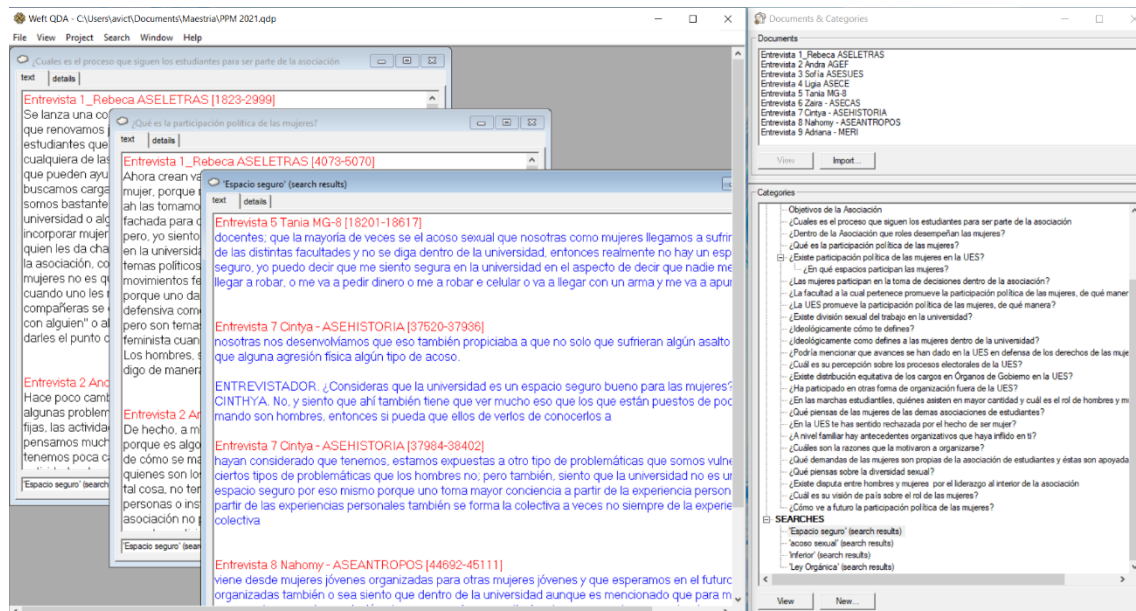 Weft QDA - C:\Users\avict\Documents\Maestria\PPM 2021.qdp
File View Project Search Window Help
¿Cuales es el proceso que siguen los estudiantes para ser parte de la asociación
text details
Entrevista 1_Rebeca ASELETRAS [1823-2999]
Se lanza una co
que renovamos
estudiantes que
cualquiera de las
que pueden ayu
buscamos carga
somos bastante
universidad o alg
incorporar mujer
quien les da cha
la asociación, co
mujeres no es q
cuando uno les
compañeras se
con alguien" o al
darles el punto
Entrevista 2 And
Hace poco camb
algunas problem
fijas, las actividad
pensamos much
tenemos poca ca
'Espacio seguro' (search
¿Qué es la participación política de las mujeres?
text details
Entrevista 1_Rebeca ASELETRAS [4073-5070]
Ahora crean va
mujer, porque
ah las tomamo
fachada para
pero, yo siento
en la universida
temas políticos
movimientos fe
porque uno da
defensiva como
pero son temas
feminista cuan
Los hombres, s
digo de manera
Entrevista 2 An
De hecho, a m
porque es algo
de cómo se ma
quienes son los
tal cosa, no ten
personas o inst
asociación no p
'Espacio seguro' (sear
'Espacio seguro' (search results)
text details
Entrevista 5 Tania MG-8 [18201-18617]
docentes; que la mayoría de veces se el acoso sexual que nosotras como mujeres llegamos a sufrir
de las distintas facultades y no se diga dentro de la universidad, entonces realmente no hay un esp
seguro, yo puedo decir que me siento segura en la universidad en el aspecto de decir que nadie me
llegar a robar, o me va a pedir dinero o me a robar e celular o va a llegar con un arma y me va a apur
Entrevista 7 Cintya - ASEHISTORIA [37520-37936]
nosotras nos desenvolvíamos que eso también propiciaba a que no solo que sufrieran algún asalto
que alguna agresión física algún tipo de acoso.
ENTREVISTADOR. ¿Consideras que la universidad es un espacio seguro bueno para las mujeres?
CINTHYA. No, y siento que ahí también tiene que ver mucho eso que los que están puestos de pod
mando son hombres, entonces si pueda que ellos de verlos de conocerlos a
Entrevista 7 Cintya - ASEHISTORIA [37984-38402]
hayan considerado que tenemos, estamos expuestas a otro tipo de problemáticas que somos vulne
ciertos tipos de problemáticas que los hombres no; pero también, siento que la universidad no es ur
espacio seguro por eso mismo porque uno toma mayor conciencia a partir de la experiencia person
partir de las experiencias personales también se forma la colectiva a veces no siempre de la experie
colectiva
Entrevista 8 Nahomy - ASEANTROPOS [44692-45111]
viene desde mujeres jóvenes organizadas para otras mujeres jóvenes y que esperamos en el futuro
organizadas también o sea siento que dentro de la universidad aunque es mencionado que para m
Documents & Categories
Documents
Entrevista 1_Rebeca ASELETRAS
Entrevista 2 Andra AGEF
Entrevista 3 Sofía ASESUES
Entrevista 4 Ligia ASECE
Entrevista 5 Tania MG-8
Entrevista 6 Zaira - ASECAS
Entrevista 7 Cintya - ASEHISTORIA
Entrevista 8 Nahomy - ASEANTROPOS
Entrevista 9 Adriana - MERI
View Import...
Categories
Objetivos de la Asociación
¿Cuales es el proceso que siguen los estudiantes para ser parte de la asociación
¿Dentro de la Asociación que roles desempeñan las mujeres?
¿Qué es la participación política de las mujeres?
¿Existe participación política de las mujeres en la UES?
¿En qué espacios participan las mujeres?
¿Las mujeres participan en la toma de decisiones dentro de la asociación?
¿La facultad a la cual pertenece promueve la participación política de las mujeres, de qué maner
¿La UES promueve la participación política de las mujeres, de qué manera?
¿Existe división sexual del trabajo en la universidad?
¿Ideológicamente cómo te defines?
¿Ideológicamente como defines a las mujeres dentro de la universidad?
¿Podría mencionar que avances se han dado en la UES en defensa de los derechos de las muje
¿Cuál es su percepción sobre los procesos electorales de la UES?
¿Existe distribución equitativa de los cargos en Órganos de Gobierno en la UES?
¿Ha participado en otras forma de organización fuera de la UES?
¿En las marchas estudiantiles, quiénes asisten en mayor cantidad y cuál es el rol de hombres y m
¿Qué piensas de las mujeres de las demas asociaciones de estudiantes?
¿En la UES te has sentido rechazada por el hecho de ser mujer?
¿A nivel familiar hay antecedentes organizativos que haya influido en ti?
¿Cuáles son la razones que la motivaron a organizarse?
¿Qué demandas de las mujeres son propias de la asociación de estudiantes y éstas son apoyada
¿Qué piensas sobre la diversidad sexual?
¿Existe disputa entre hombres y mujeres por el liderazgo al interior de la asociación
¿Cuál es su visión de país sobre el rol de las mujeres?
¿Cómo ve a futuro la participación política de las mujeres?
SEARCHES
'Espacio seguro' (search results)
'acoso sexual' (search results)
'Inferior' (search results)
'Ley Orgánica' (search results)
View New...